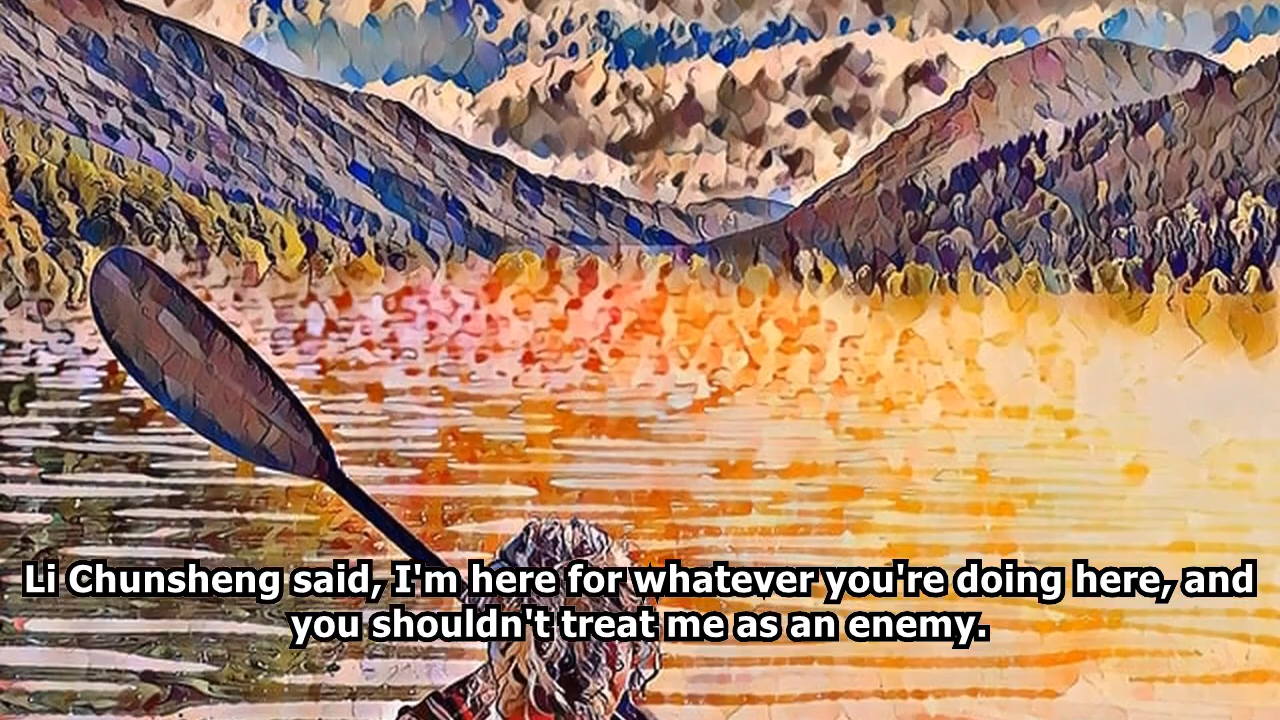 Li Chunsheng said, I'm here for whatever you're doing here, and
you shouldn't treat me as an enemy.